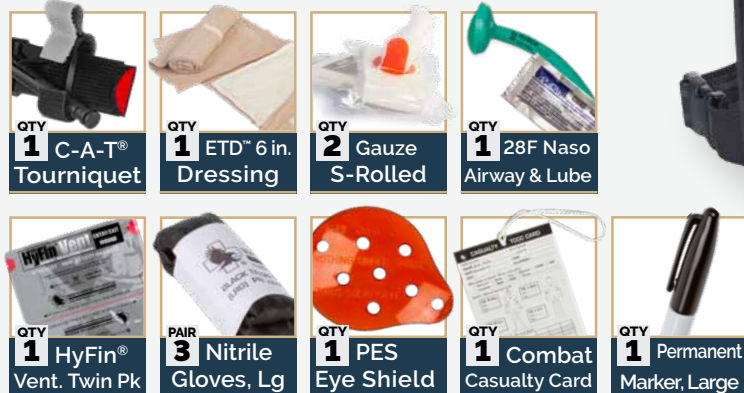 QTY
1 C-A-T®
Tourniquet
QTY
1 ETD™ 6 in.
Dressing
QTY
2 Gauze
S-Rolled
QTY
1 28F Naso
Airway & Lube
HyFin Vent
QTY
1 HyFin®
Vent. Twin Pk
BLACK
PAIR
3 Nitrile
Gloves, Lg
QTY
1 PES
Eye Shield
CASUALTY CARD
QTY
1 Combat
Casualty Card
QTY
1 Permanent
Marker, Large